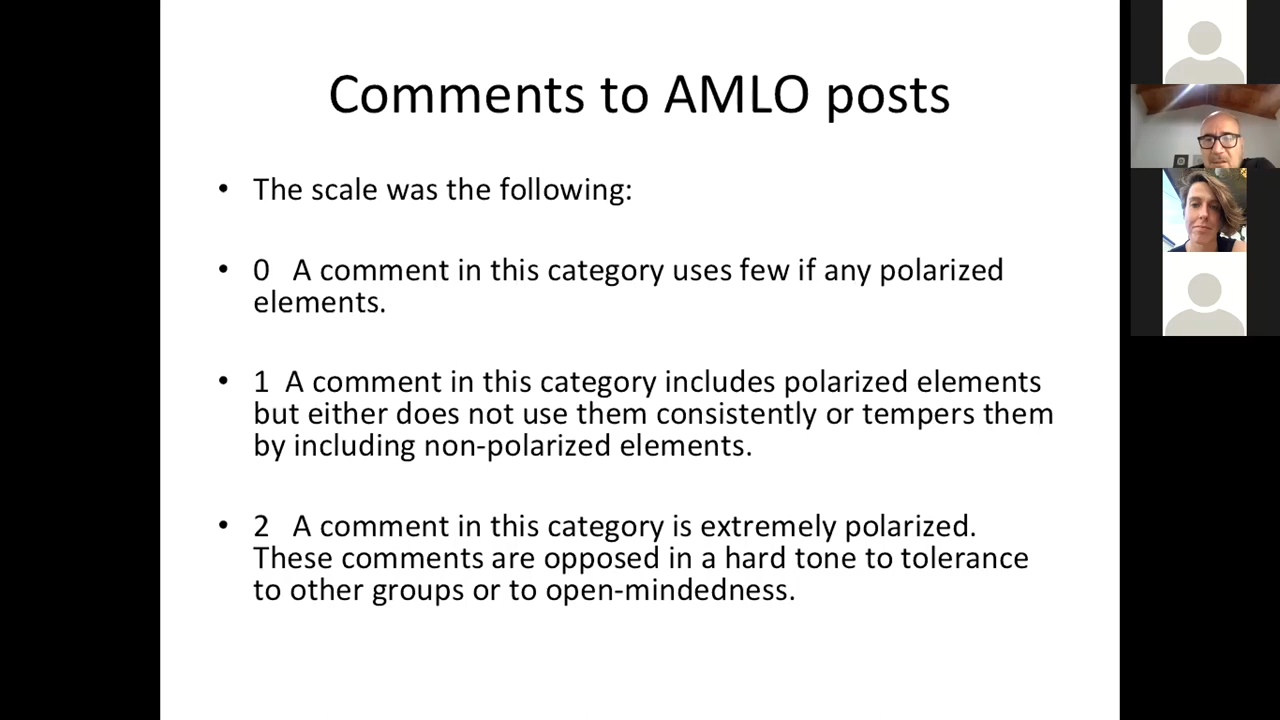 Comments to AMLO posts
• The scale was the following:
• 0 A comment in this category uses few if any polarized
elements.
• 1 A comment in this category includes polarized elements
but either does not use them consistently or tempers them
by including non-polarized elements.
• 2 A comment in this category is extremely polarized.
These comments are opposed in a hard tone to tolerance
to other groups or to open-mindedness.